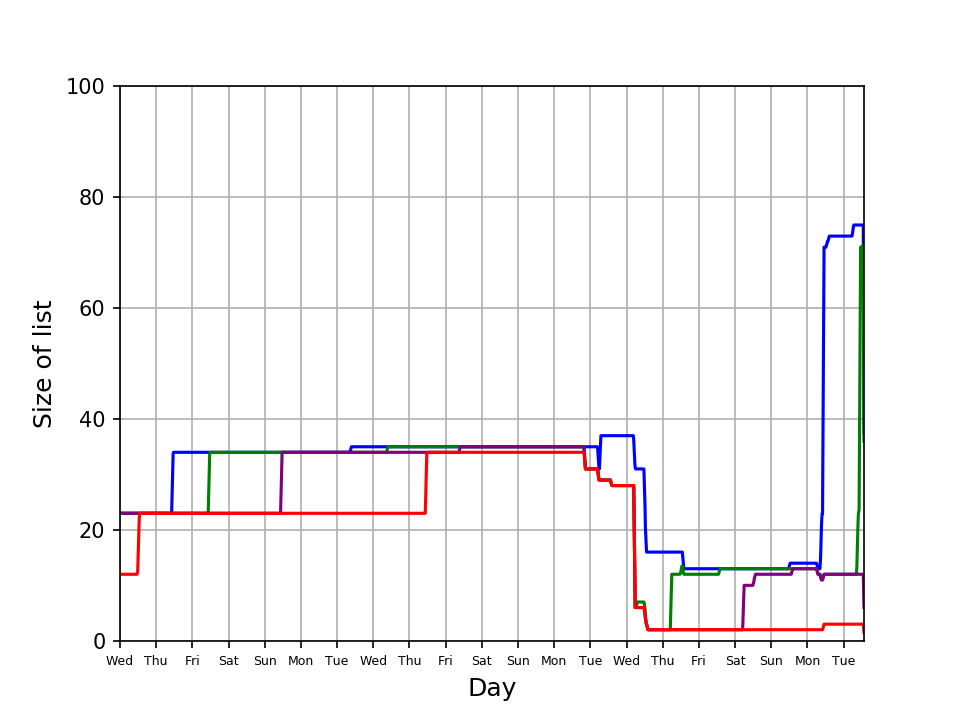 100
80
60
40
20
0
Size of list
Wed Thu Fri Sat Sun Mon Tue Wed Thu Fri Sat Sun Mon Tue Wed Thu Fri Sat Sun Mon Tue
Day